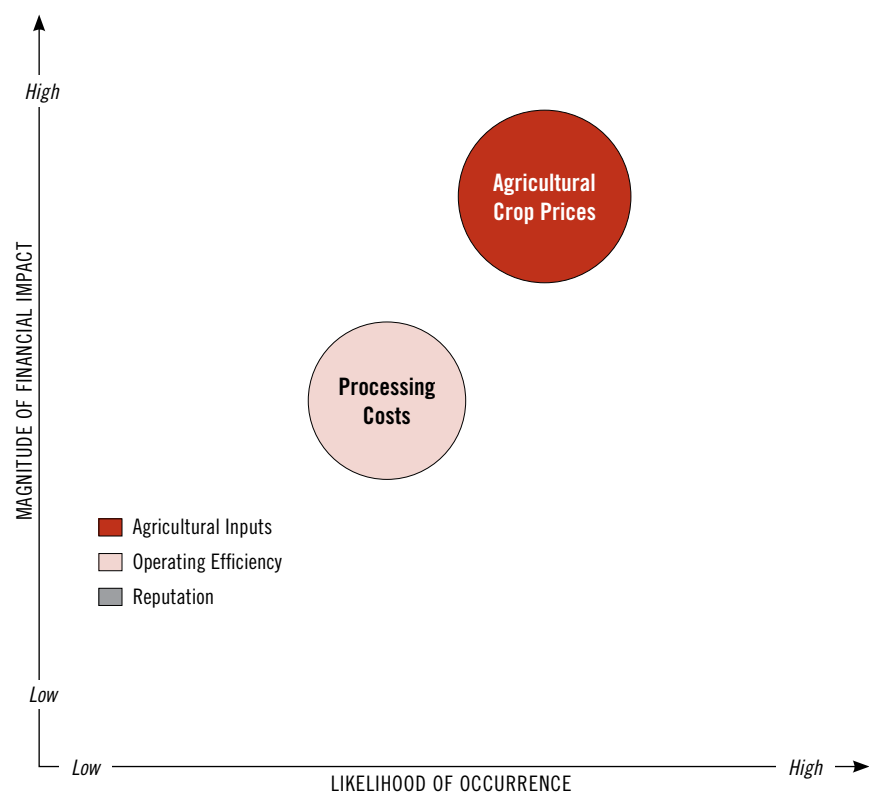 High
Agricultural
Crop Prices
MAGNITUDE OF FINANCIAL IMPACT
Processing
Costs
Agricultural Inputs
Operating Efficiency
Reputation
Low
Low
High
LIKELIHOOD OF OCCURRENCE